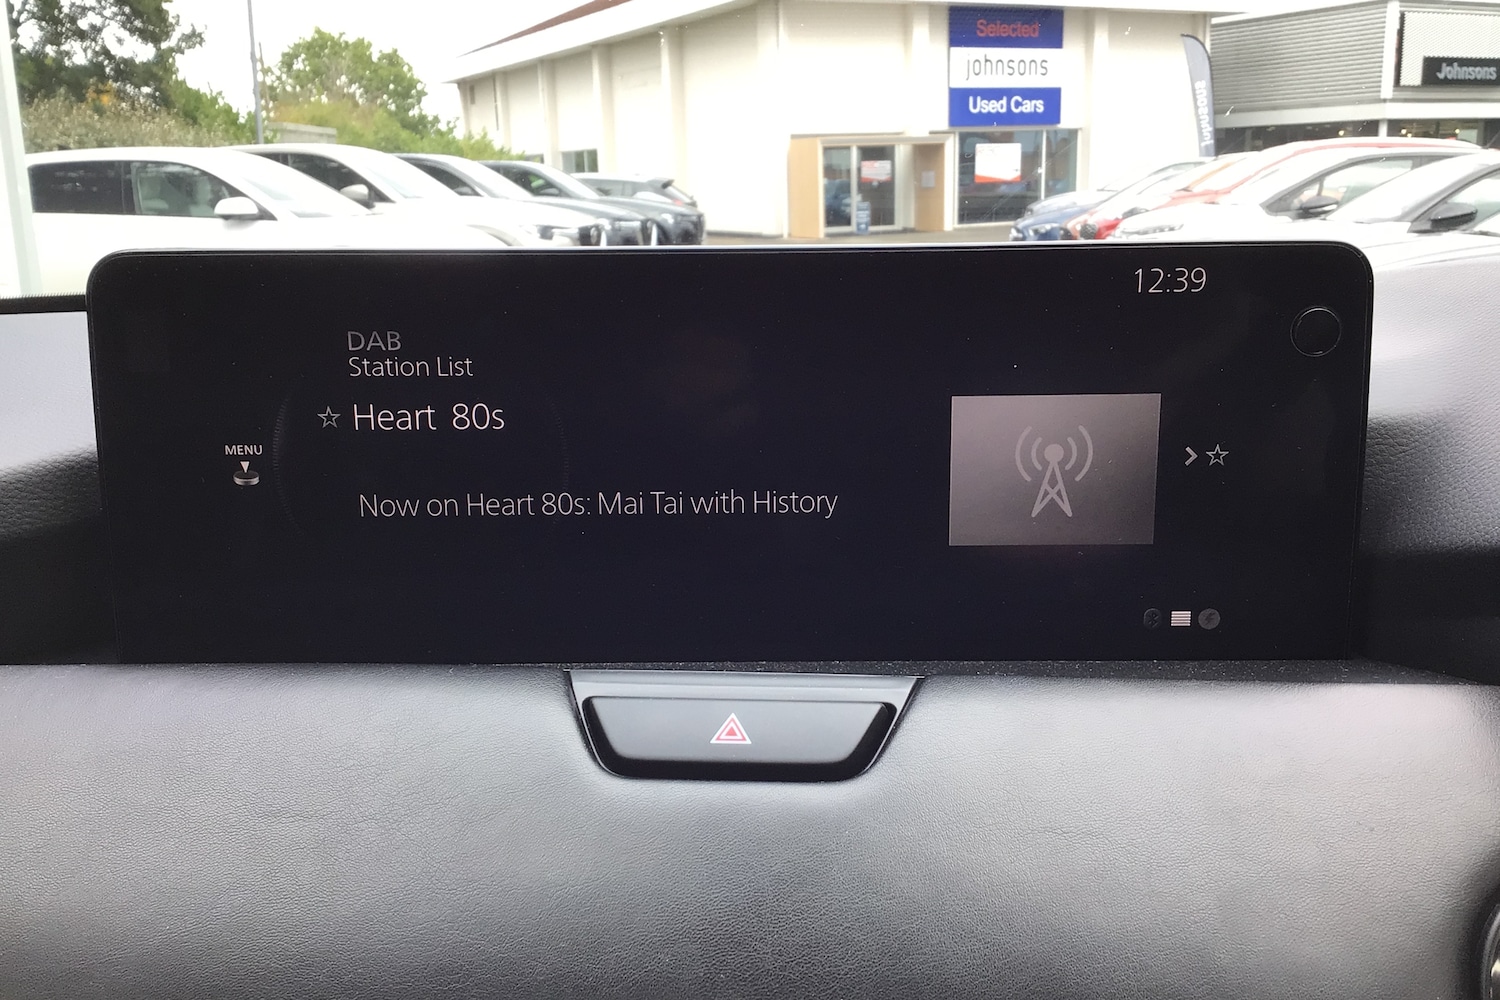 Selected
johnsons
Used Cars
Johnsons
Johnsons
12:39
DAB
Station List
Heart 80s
MENU
Now on Heart 80s: Mai Tai with History